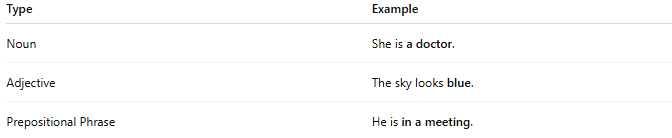 Type Example
Noun She is a doctor.
Adjective The sky looks blue.
Prepositional Phrase He is in a meeting.